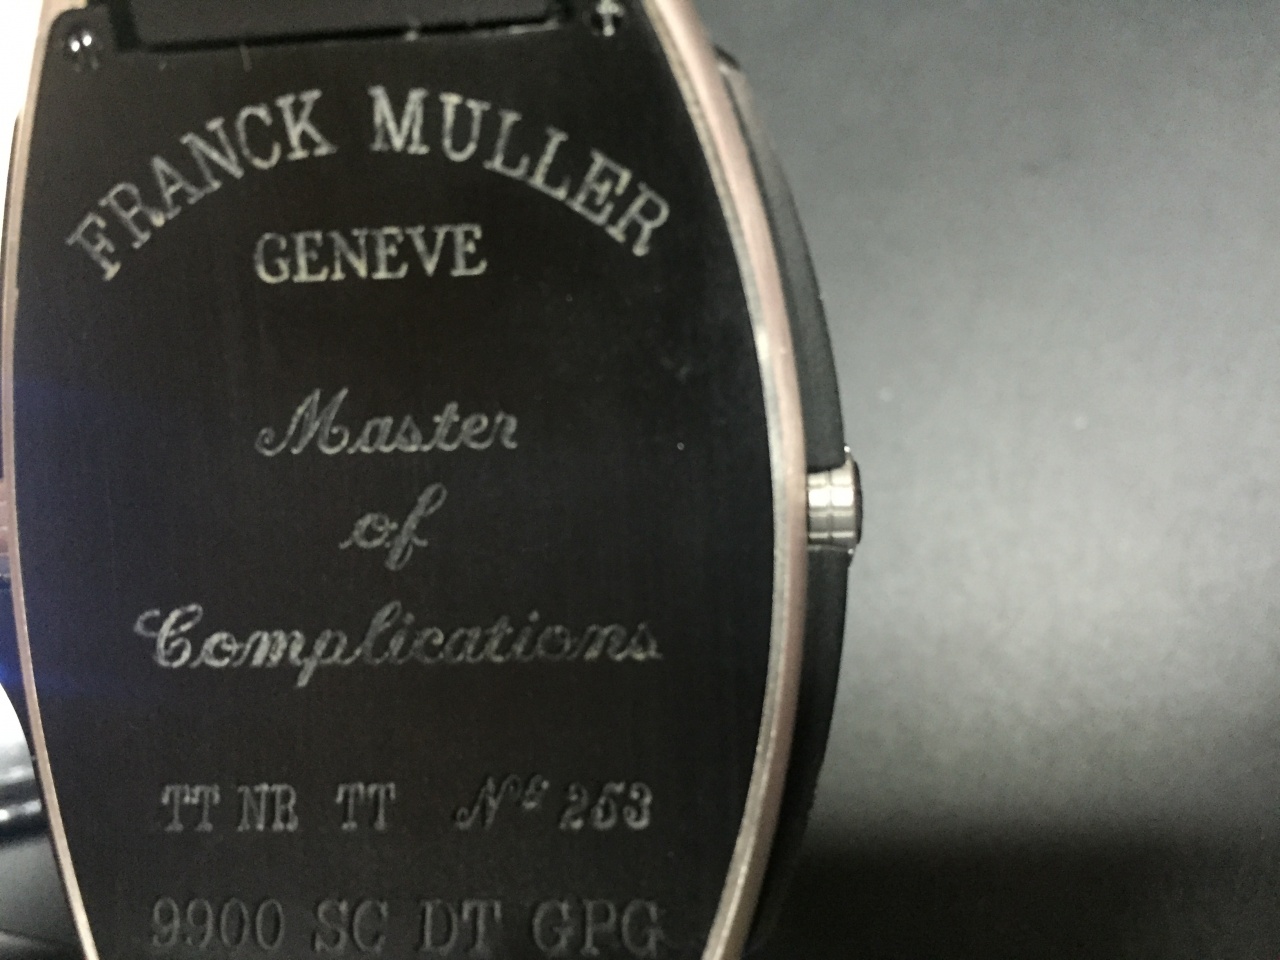 FRANCK MULLER
GENEVE
Master
of
Complications
TT NR TT Nº 253
9900 SC DT GPG